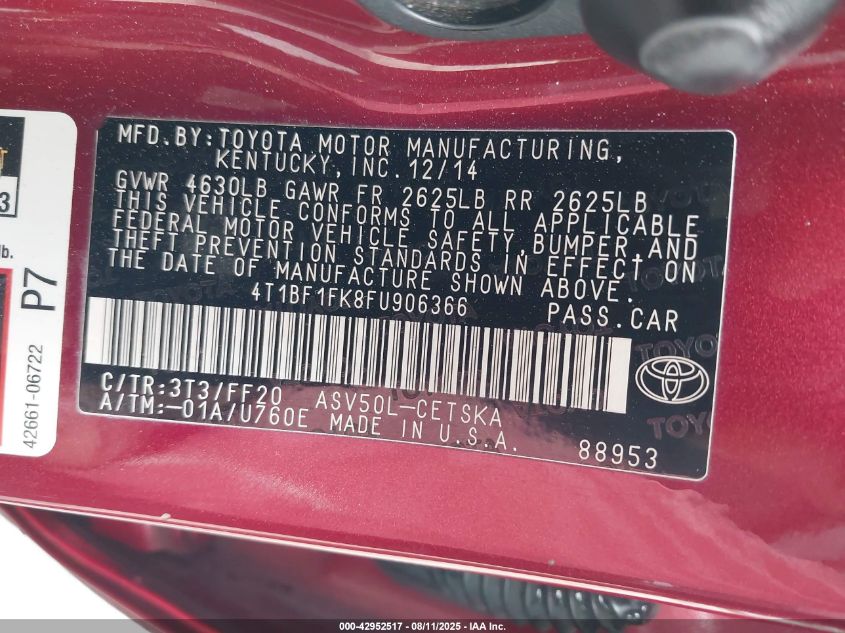 MFD.BY:TOYOTA MOTOR MANUFACTURING,
KENTUCKY,INC.12/14
GVWR 4630LB GAWR FR 2625LB RR 2625LB
THIS VEHICLE CONFORMS TO ALL APPLICABLE
FEDERAL MOTOR VEHICLE SAFETY,BUMPER,AND
THEFT PREVENTION STANDARDS IN EFFECT ON
THE DATE OF MANUFACTURE SHOWN ABOVE.
4T1BF1FK8FU906366 PASS.CAR
C/TR:3T3/FF20 ASV50L-CETSKA
A/TM:-01A/U760E MADE IN U.S.A. 88953
TOYOTA
3
lb.
P7
42661-06722
000-42952517 - 08/11/2025 - IAA Inc.